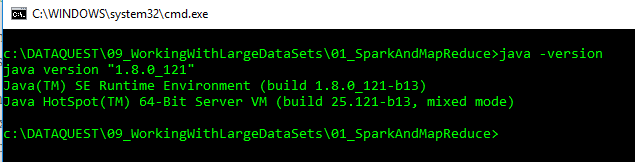 C:\WINDOWS\system32\cmd.exe
c:\DATAQUEST\09_WorkingWithLargeDataSets\01_SparkAndMapReduce>java -version
java version "1.8.0_121"
Java(TM) SE Runtime Environment (build 1.8.0_121-b13)
Java HotSpot(TM) 64-Bit Server VM (build 25.121-b13, mixed mode)
c:\DATAQUEST\09_WorkingWithLargeDataSets\01_SparkAndMapReduce>